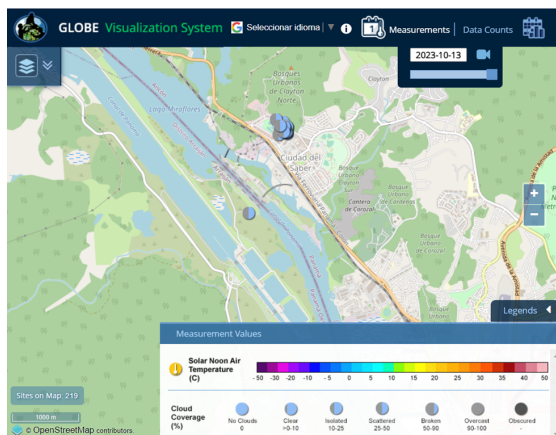 GLOBE Visualization System
Seleccionar idioma
Measurements
Data Counts
2023-10-13
Bosques
Urbanos
de Clayton
Norte
Clayton
Lago Miraflores
Ciudad del
Saber
Bosque
Urbano
Clayton
Sur
Cantera
de Corozal
Bosque
Urbano
de Cárdenas
Bosque
Urbano
de Corozal
Bosque
Urbano
+
−
Legends
Measurement Values
Solar Noon Air
Temperature
(C)
-50 -30 -20 -10 -5 0 5 10 15 20 25 30 35 40 50
Sites on Map: 219
Cloud
Coverage
(%)
No Clouds
0
Clear
>0-10
Isolated
10-25
Scattered
25-50
Broken
50-90
Overcast
90-100
Obscured
-
1000 m
© OpenStreetMap contributors.